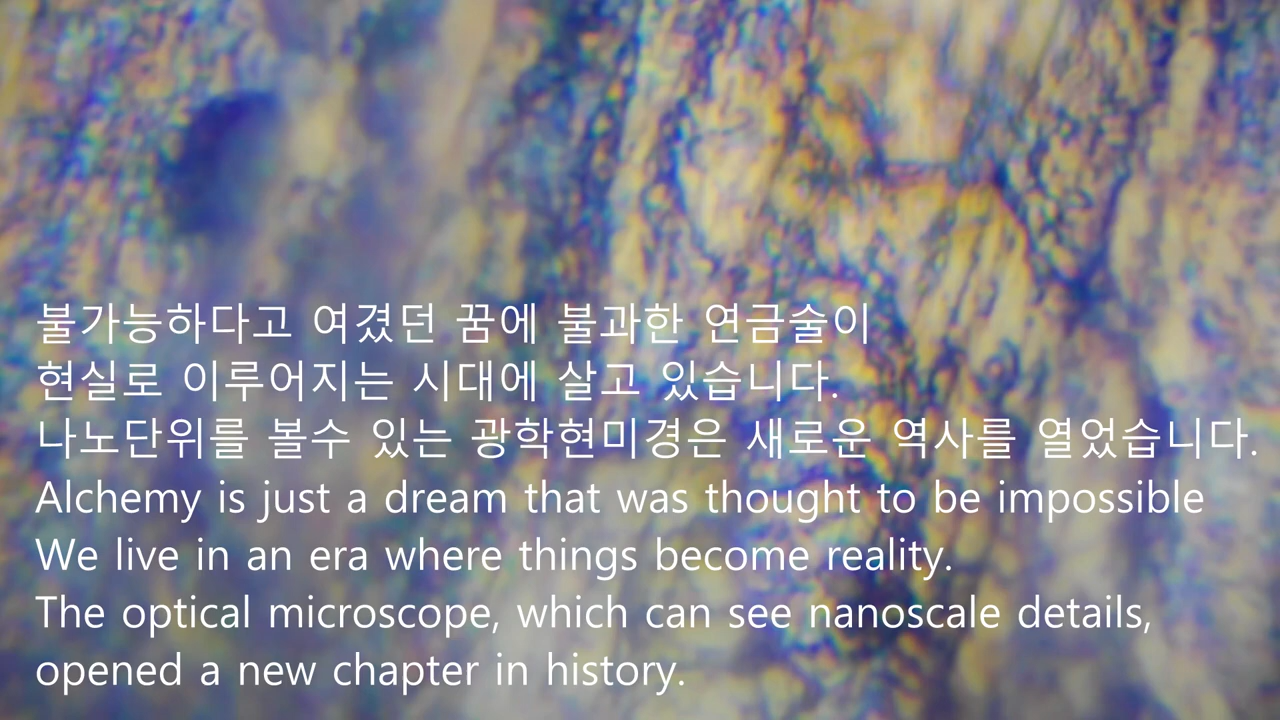 불가능하다고 여겼던 꿈에 불과한 연금술이
현실로 이루어지는 시대에 살고 있습니다.
나노단위를 볼수 있는 광학현미경은 새로운 역사를 열었습니다.
Alchemy is just a dream that was thought to be impossible
We live in an era where things become reality.
The optical microscope, which can see nanoscale details,
opened a new chapter in history.